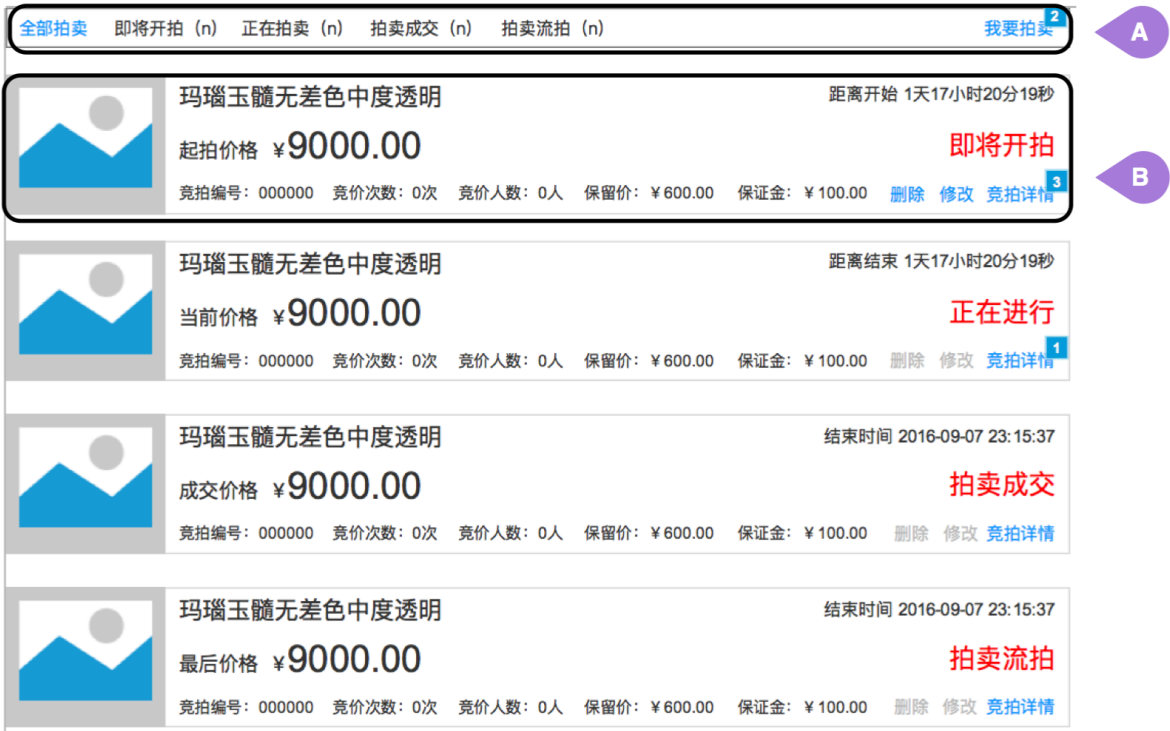 全部拍卖 即将开拍（n） 正在拍卖（n） 拍卖成交（n） 拍卖流拍（n） 我要拍卖 2
A
玛瑙玉髓无差色中度透明 距离开始 1天17小时20分19秒
起拍价格 ￥9000.00 即将开拍
竞拍编号：000000 竞价次数：0次 竞价人数：0人 保留价：￥600.00 保证金：￥100.00 删除 修改 竞拍详情 3
B
玛瑙玉髓无差色中度透明 距离结束 1天17小时20分19秒
当前价格 ￥9000.00 正在进行
竞拍编号：000000 竞价次数：0次 竞价人数：0人 保留价：￥600.00 保证金：￥100.00 删除 修改 竞拍详情 1
玛瑙玉髓无差色中度透明 结束时间 2016-09-07 23:15:37
成交价格 ￥9000.00 拍卖成交
竞拍编号：000000 竞价次数：0次 竞价人数：0人 保留价：￥600.00 保证金：￥100.00 删除 修改 竞拍详情
玛瑙玉髓无差色中度透明 结束时间 2016-09-07 23:15:37
最后价格 ￥9000.00 拍卖流拍
竞拍编号：000000 竞价次数：0次 竞价人数：0人 保留价：￥600.00 保证金：￥100.00 删除 修改 竞拍详情